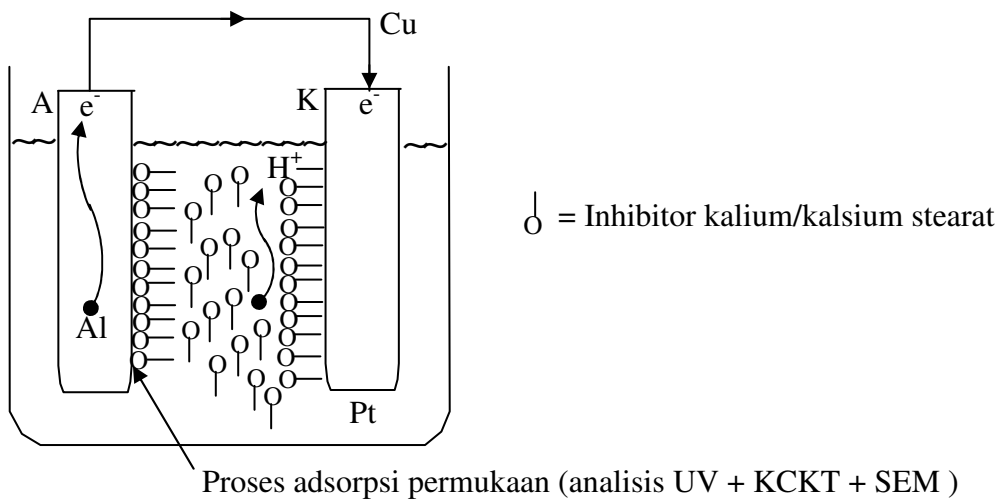 Cu
A
e-
K
e-
H+
Al
Pt
= Inhibitor kalium/kalsium stearat
Proses adsorpsi permukaan (analisis UV + KCKT + SEM )